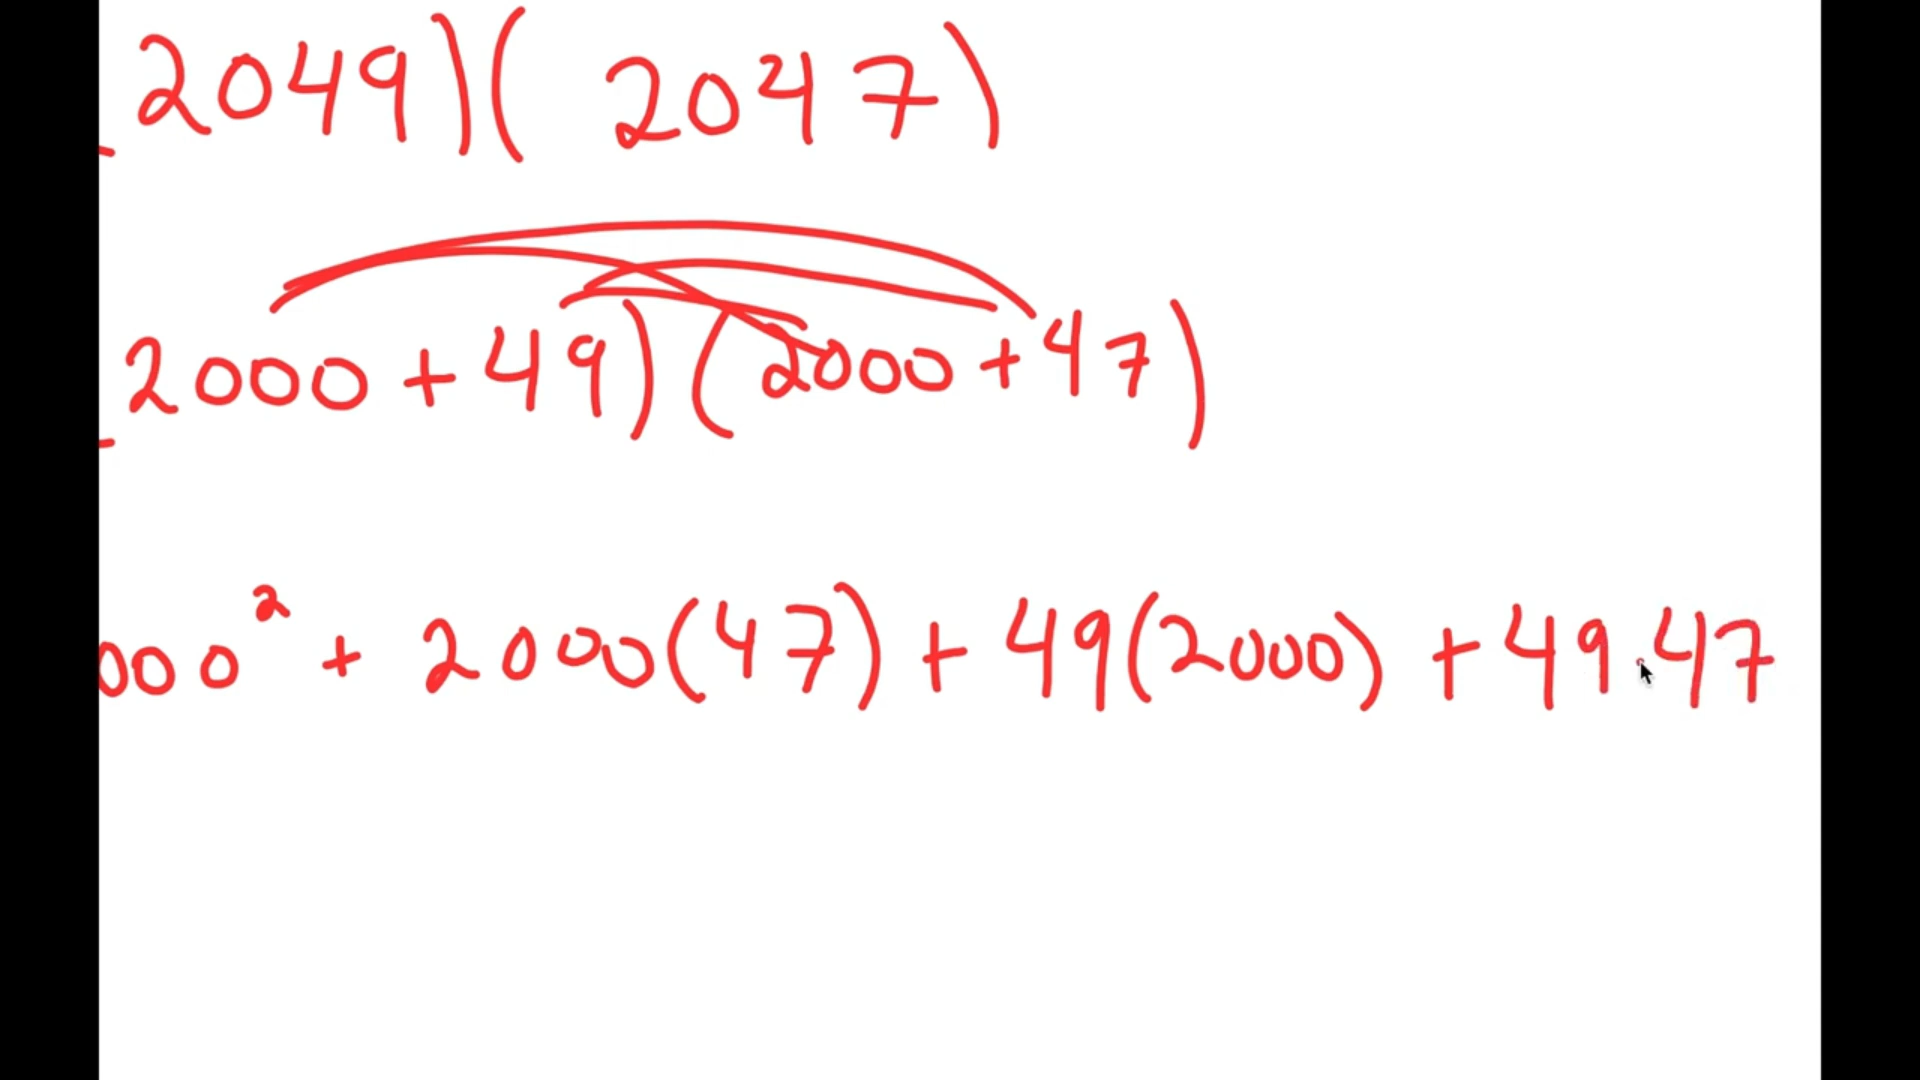 2049)( 2047)
2000 + 49)(2000 + 47)
000² + 2000(47) + 49(2000) + 49.47